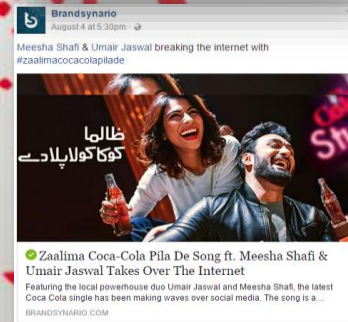 Brandsynario
August 4 at 5:30pm ·
Meesha Shafi & Umair Jaswal breaking the internet with
#zaalimacocacolapilade
ظالما
کوکاکولا پلادے
Zaalima Coca-Cola Pila De Song ft. Meesha Shafi &
Umair Jaswal Takes Over The Internet
Featuring the local powerhouse duo Umair Jaswal and Meesha Shafi, the latest
Coca Cola single has been making waves over social media. The song is a...
BRANDSYNARIO.COM